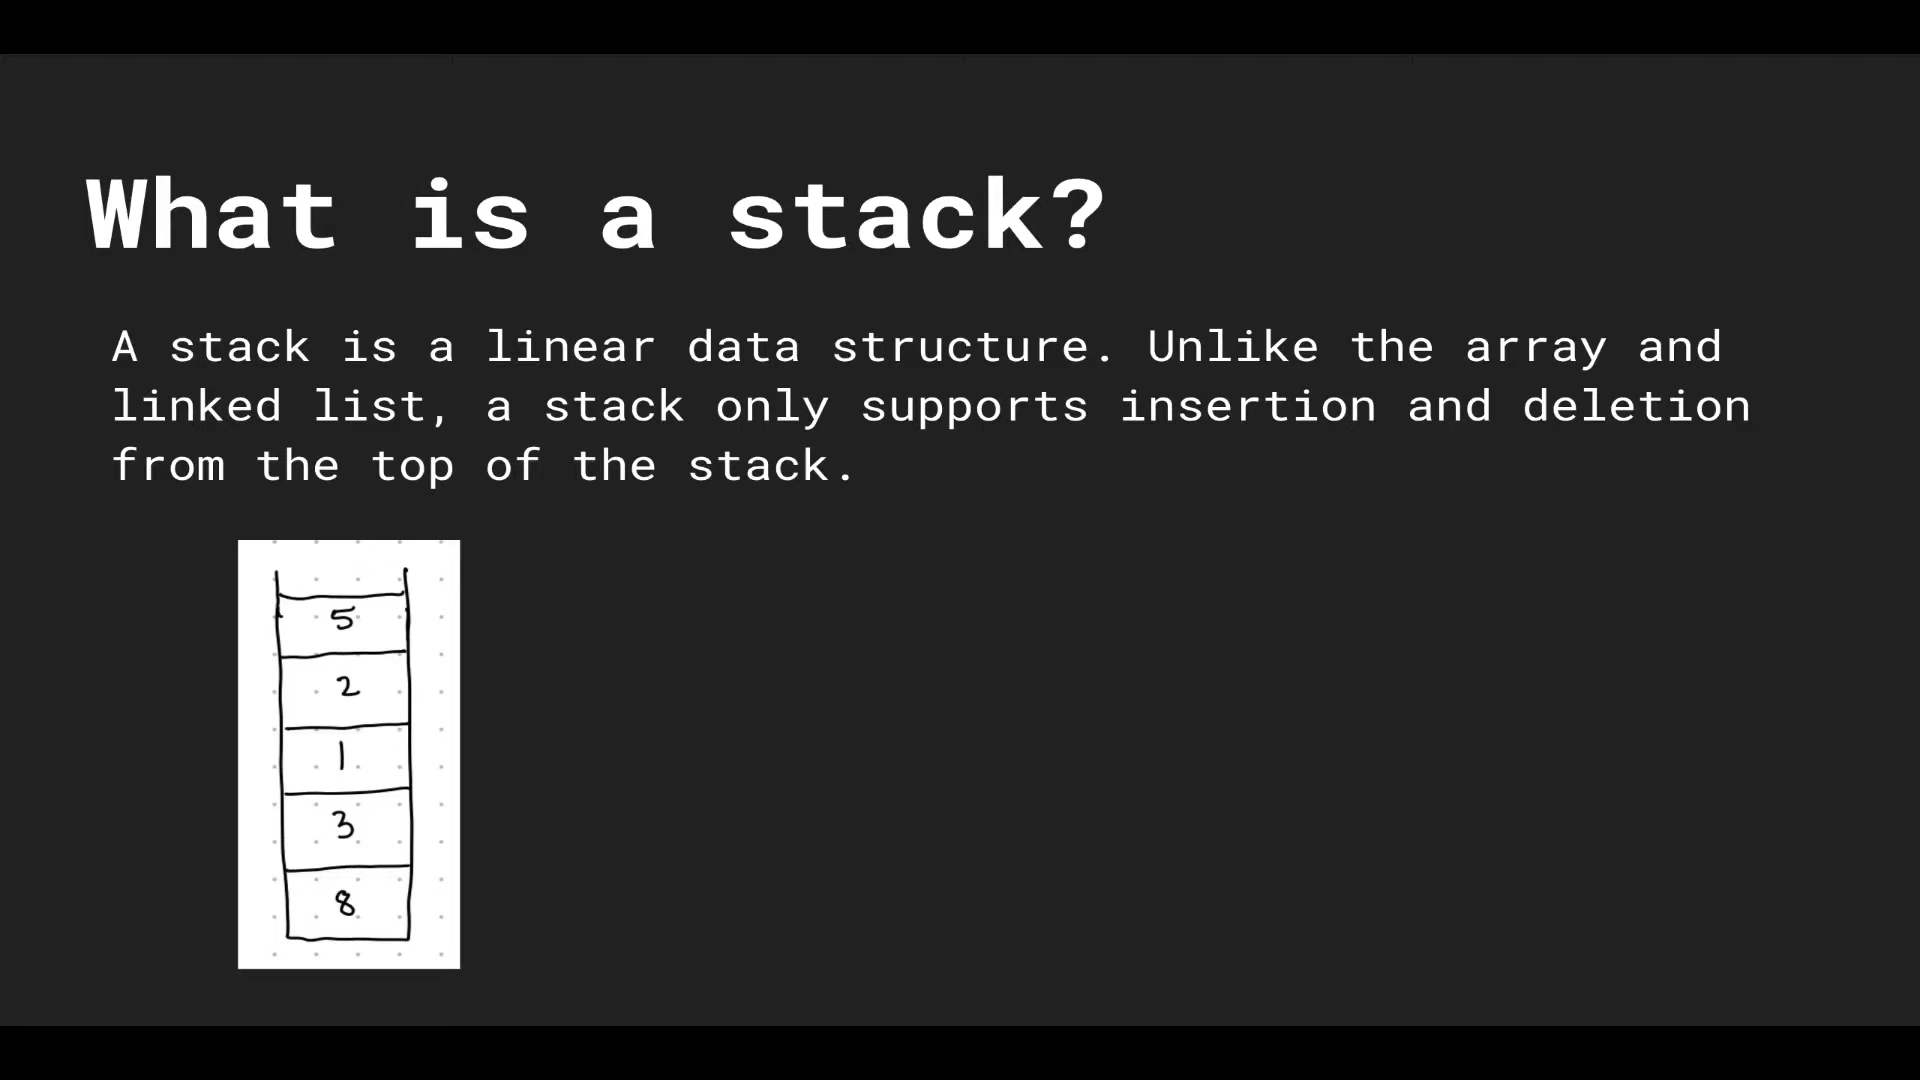 What is a stack?
A stack is a linear data structure. Unlike the array and
linked list, a stack only supports insertion and deletion
from the top of the stack.
5
2
1
3
8